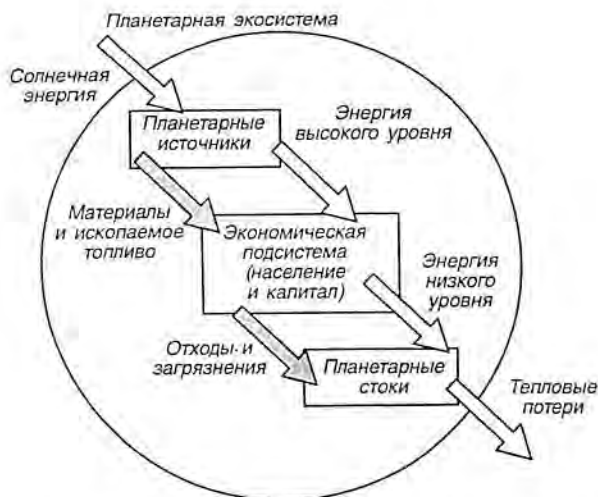 Планетарная экосистема
Солнечная
энергия
Планетарные
источники
Энергия
высокого уровня
Материалы
и ископаемое
топливо
Экономическая
подсистема
(население
и капитал)
Энергия
низкого
уровня
Отходы и
загрязнения
Планетарные
стоки
Тепловые
потери